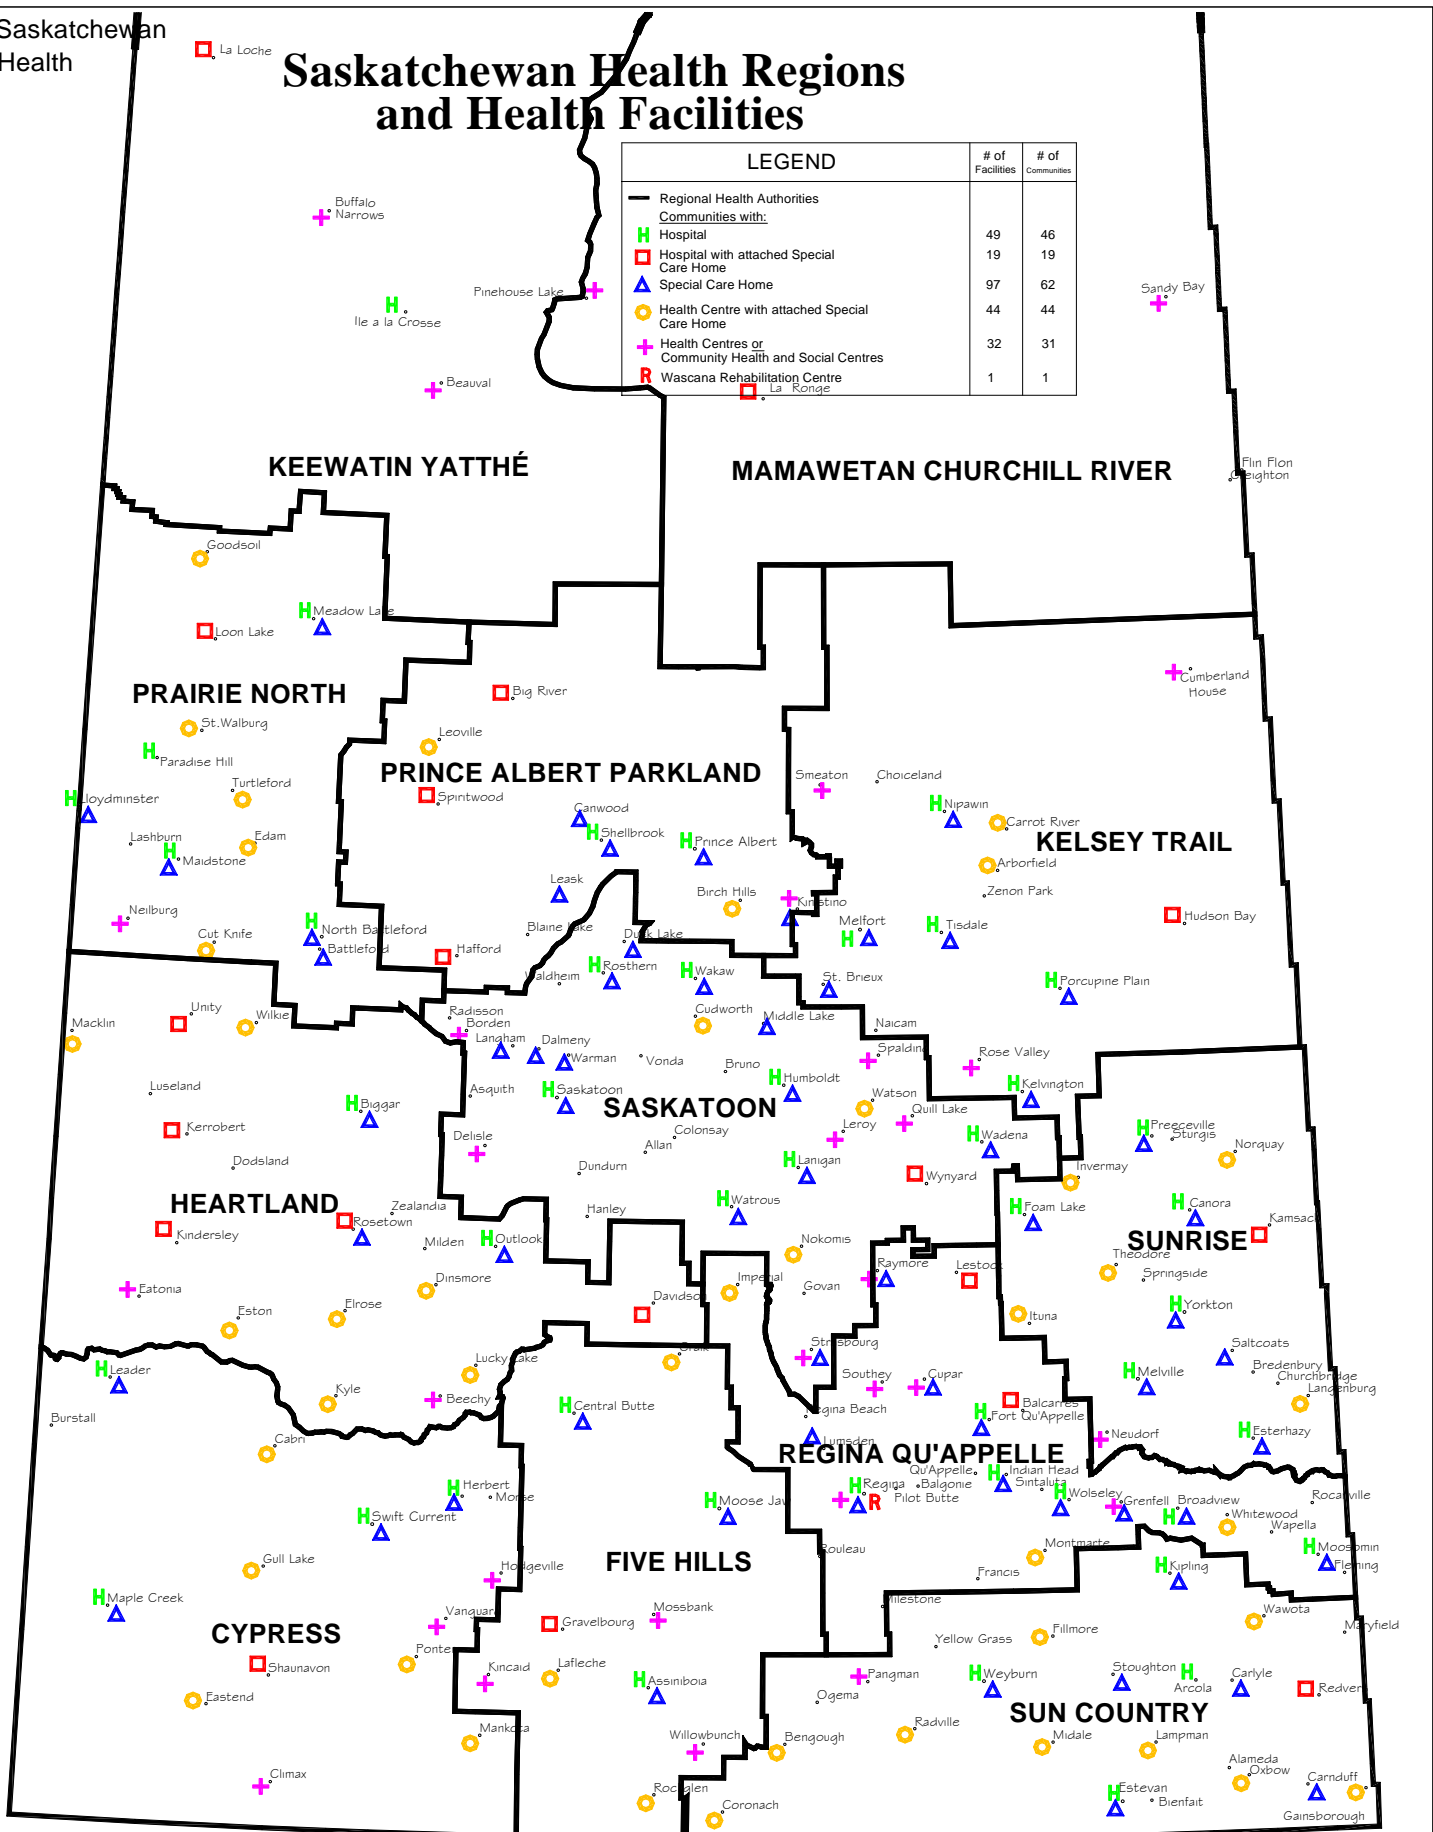 Saskatchewan
Health
Saskatchewan Health Regions
and Health Facilities
LEGEND
# of
Facilities
# of
Communities
Regional Health Authorities
Communities with:
H Hospital 49 46
Hospital with attached Special
Care Home 19 19
Special Care Home 97 62
Health Centre with attached Special
Care Home 44 44
Health Centres or
Community Health and Social Centres 32 31
R Wascana Rehabilitation Centre 1 1
La Loche
Buffalo
Narrows
Pinehouse Lake
Sandy Bay
H
Ile a la Crosse
Beauval
La Ronge
KEEWATIN YATTHÉ
MAMAWETAN CHURCHILL RIVER
Flin Flon
Creighton
Goodsoil
H Meadow Lake
Loon Lake
Cumberland
House
PRAIRIE NORTH
Big River
St.Walburg
Leoville
H Paradise Hill
PRINCE ALBERT PARKLAND
Smeaton
Choiceland
Turtleford
H Lloydminster
Spiritwood
Canwood
H Nipawin
Carrot River
Lashburn
Edam
H Shellbrook
H Prince Albert
KELSEY TRAIL
H Maidstone
Arborfield
Leask
Birch Hills
Zenon Park
Kinistino
Neilburg
Hudson Bay
H North Battleford
Blaine Lake
Melfort
H
H Tisdale
Cut Knife
Battleford
Hafford
Duck Lake
H Rosthern
H Wakaw
Waldheim
St. Brieux
H Porcupine Plain
Unity
Wilkie
Macklin
Radisson
Borden
Cudworth
Middle Lake
Naicam
Langham
Dalmeny
Warman
Vonda
Bruno
Spalding
Rose Valley
Luseland
H Biggar
Asquith
H Saskatoon
SASKATOON
H Humboldt
Watson
H Kelvington
Quill Lake
Kerrobert
Delisle
Colonsay
Allan
Leroy
H Wadena
H Preeceville
Sturgis
Norquay
Dodsland
Dundurn
H Lanigan
Wynyard
Invermay
HEARTLAND
Zealandia
Hanley
H Watrous
H Foam Lake
H Canora
Kamsack
Kindersley
Rosetown
Milden
H Outlook
Nokomis
SUNRISE
Theodore
Springside
Eatonia
Dinsmore
Imperial
Govan
Raymore
Lestock
Eston
Elrose
Davidson
Ituna
H Yorkton
Craik
Strasbourg
Saltcoats
H Leader
Lucky Lake
Southey
Cupar
H Melville
Bredenbury
Churchbridge
Langenburg
Kyle
Beechy
H Central Butte
Balcarres
H Fort Qu'Appelle
Burstall
Regina Beach
Lumsden
Neudorf
H Esterhazy
Cabri
REGINA QU'APPELLE
H Herbert
Morse
Qu'Appelle
Balgonie
Pilot Butte
H Indian Head
Sintaluta
H Regina R
H Moose Jaw
H Wolseley
Grenfell
H Broadview
Whitewood
Rocanville
Wapella
H Swift Current
Rouleau
Montmartre
H Moosomin
Fleming
Gull Lake
FIVE HILLS
Hodgeville
Francis
H Kipling
H Maple Creek
Milestone
CYPRESS
Vanguard
Gravelbourg
Mossbank
Wawota
Maryfield
Fillmore
Yellow Grass
Shaunavon
Ponteix
Kincaid
Lafleche
H Assiniboia
Pangman
H Weyburn
Stoughton
H Arcola
Carlyle
Redvers
Eastend
Ogema
SUN COUNTRY
Mankota
Willowbunch
Bengough
Radville
Midale
Lampman
Climax
Rockglen
Coronach
H Estevan
Bienfait
Alameda
Oxbow
Carnduff
Gainsborough